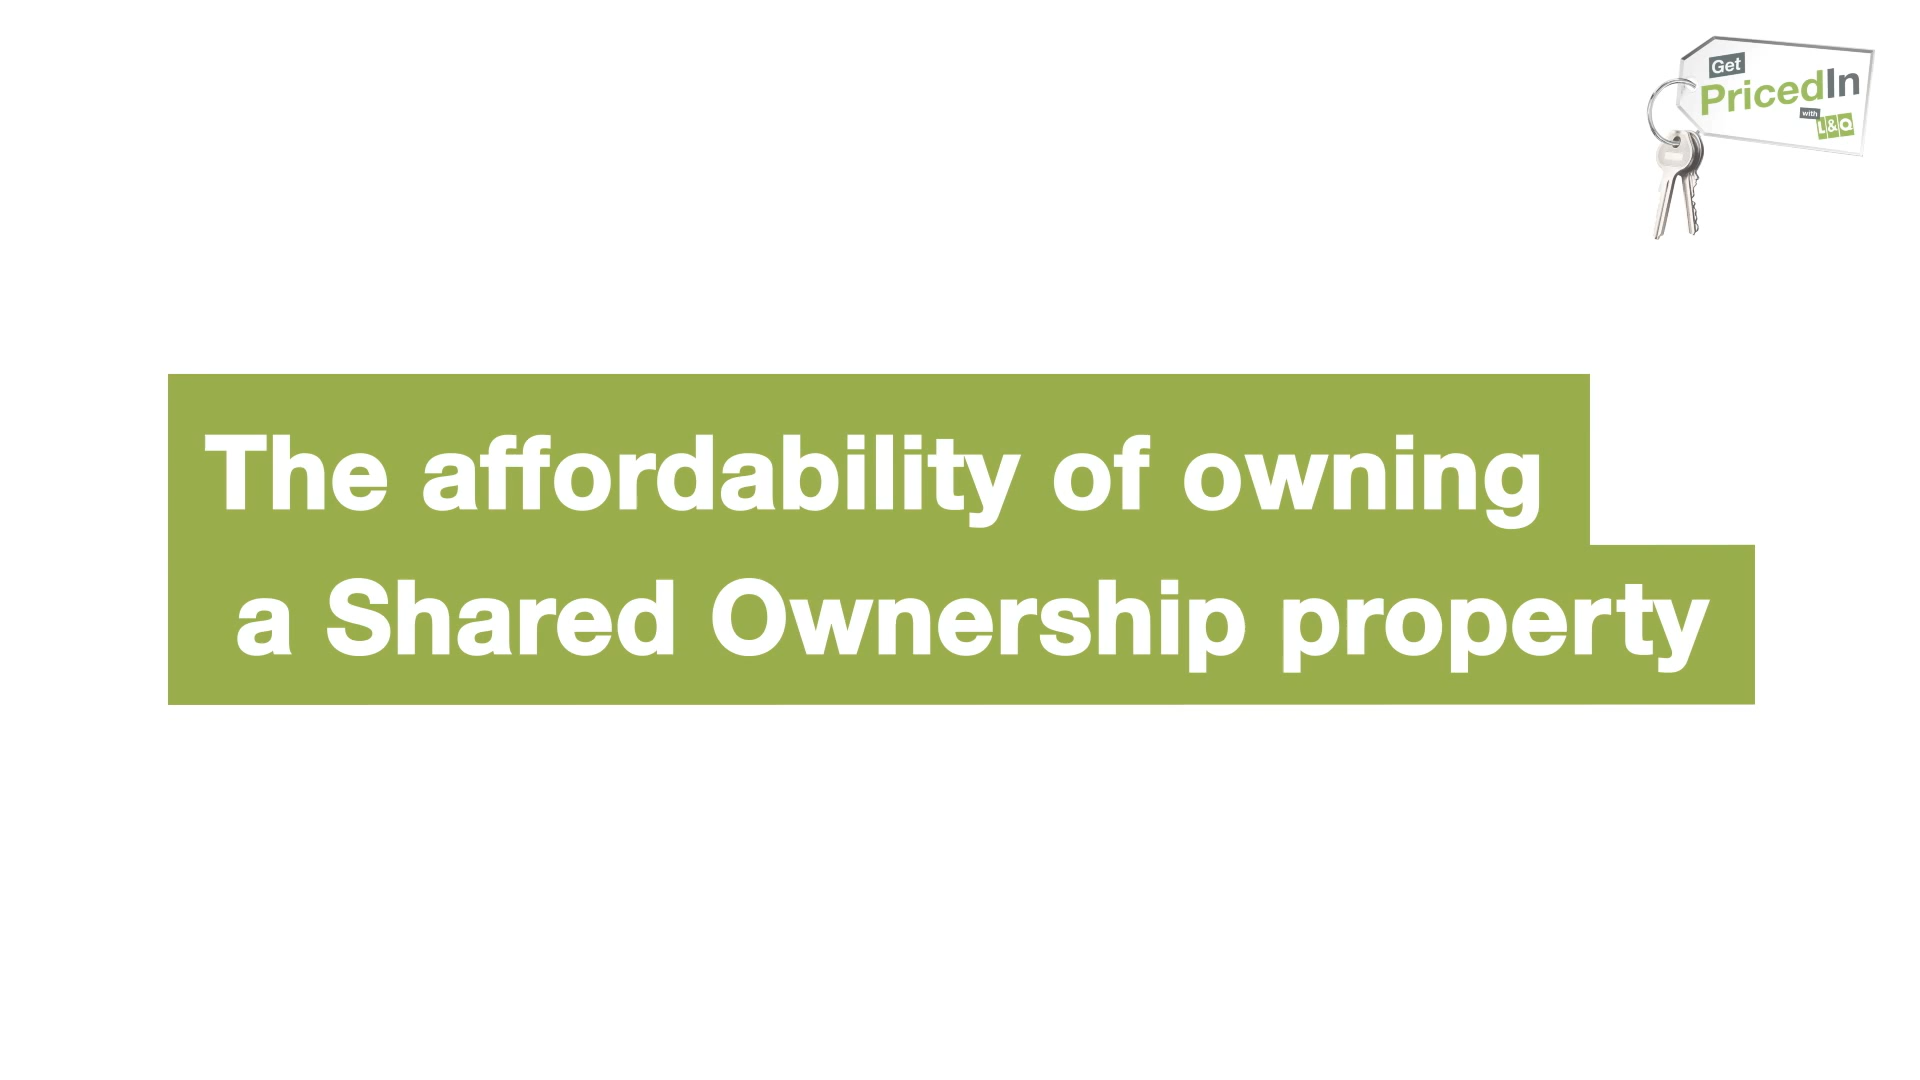 Get
PricedIn
with
L&Q
The affordability of owning
a Shared Ownership property